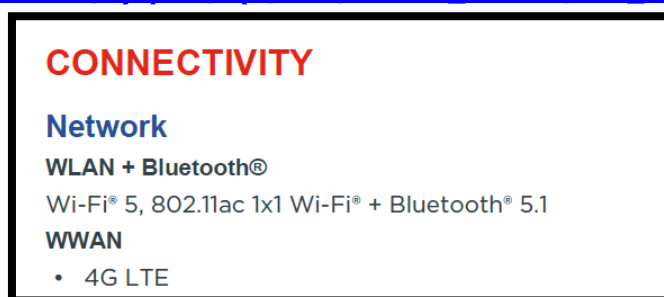 CONNECTIVITY
Network
WLAN + Bluetooth®
Wi-Fi® 5, 802.11ac 1x1 Wi-Fi® + Bluetooth® 5.1
WWAN
• 4G LTE